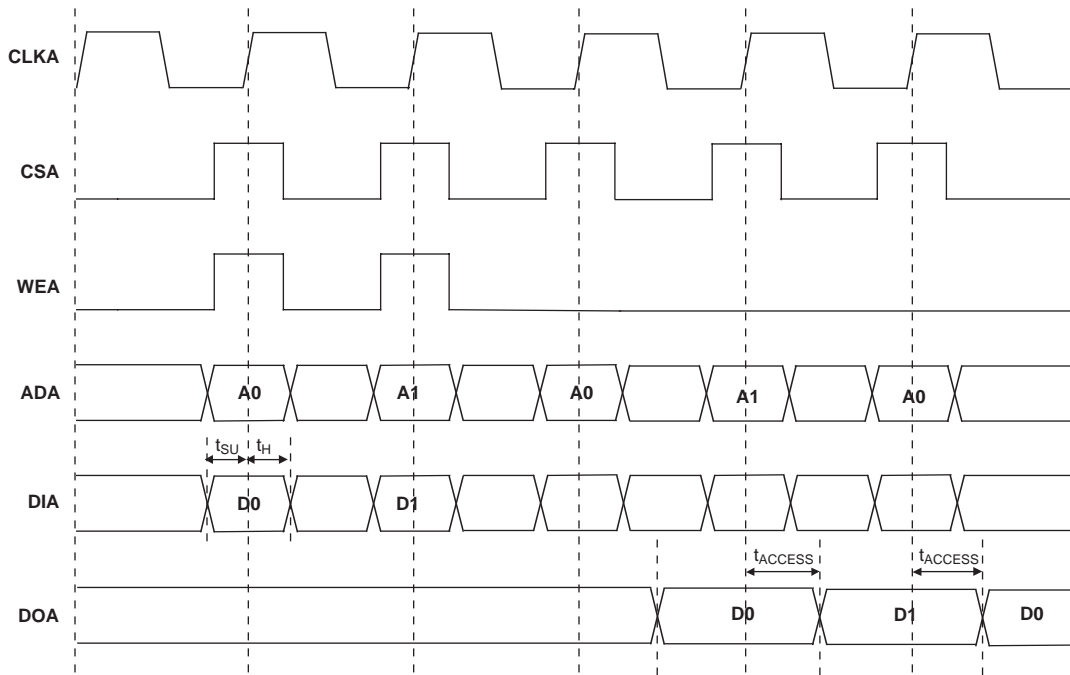 CLKA
CSA
WEA
ADA A0 A1 A0 A1 A0
tSU tH
DIA D0 D1
tACCESS tACCESS
DOA D0 D1 D0